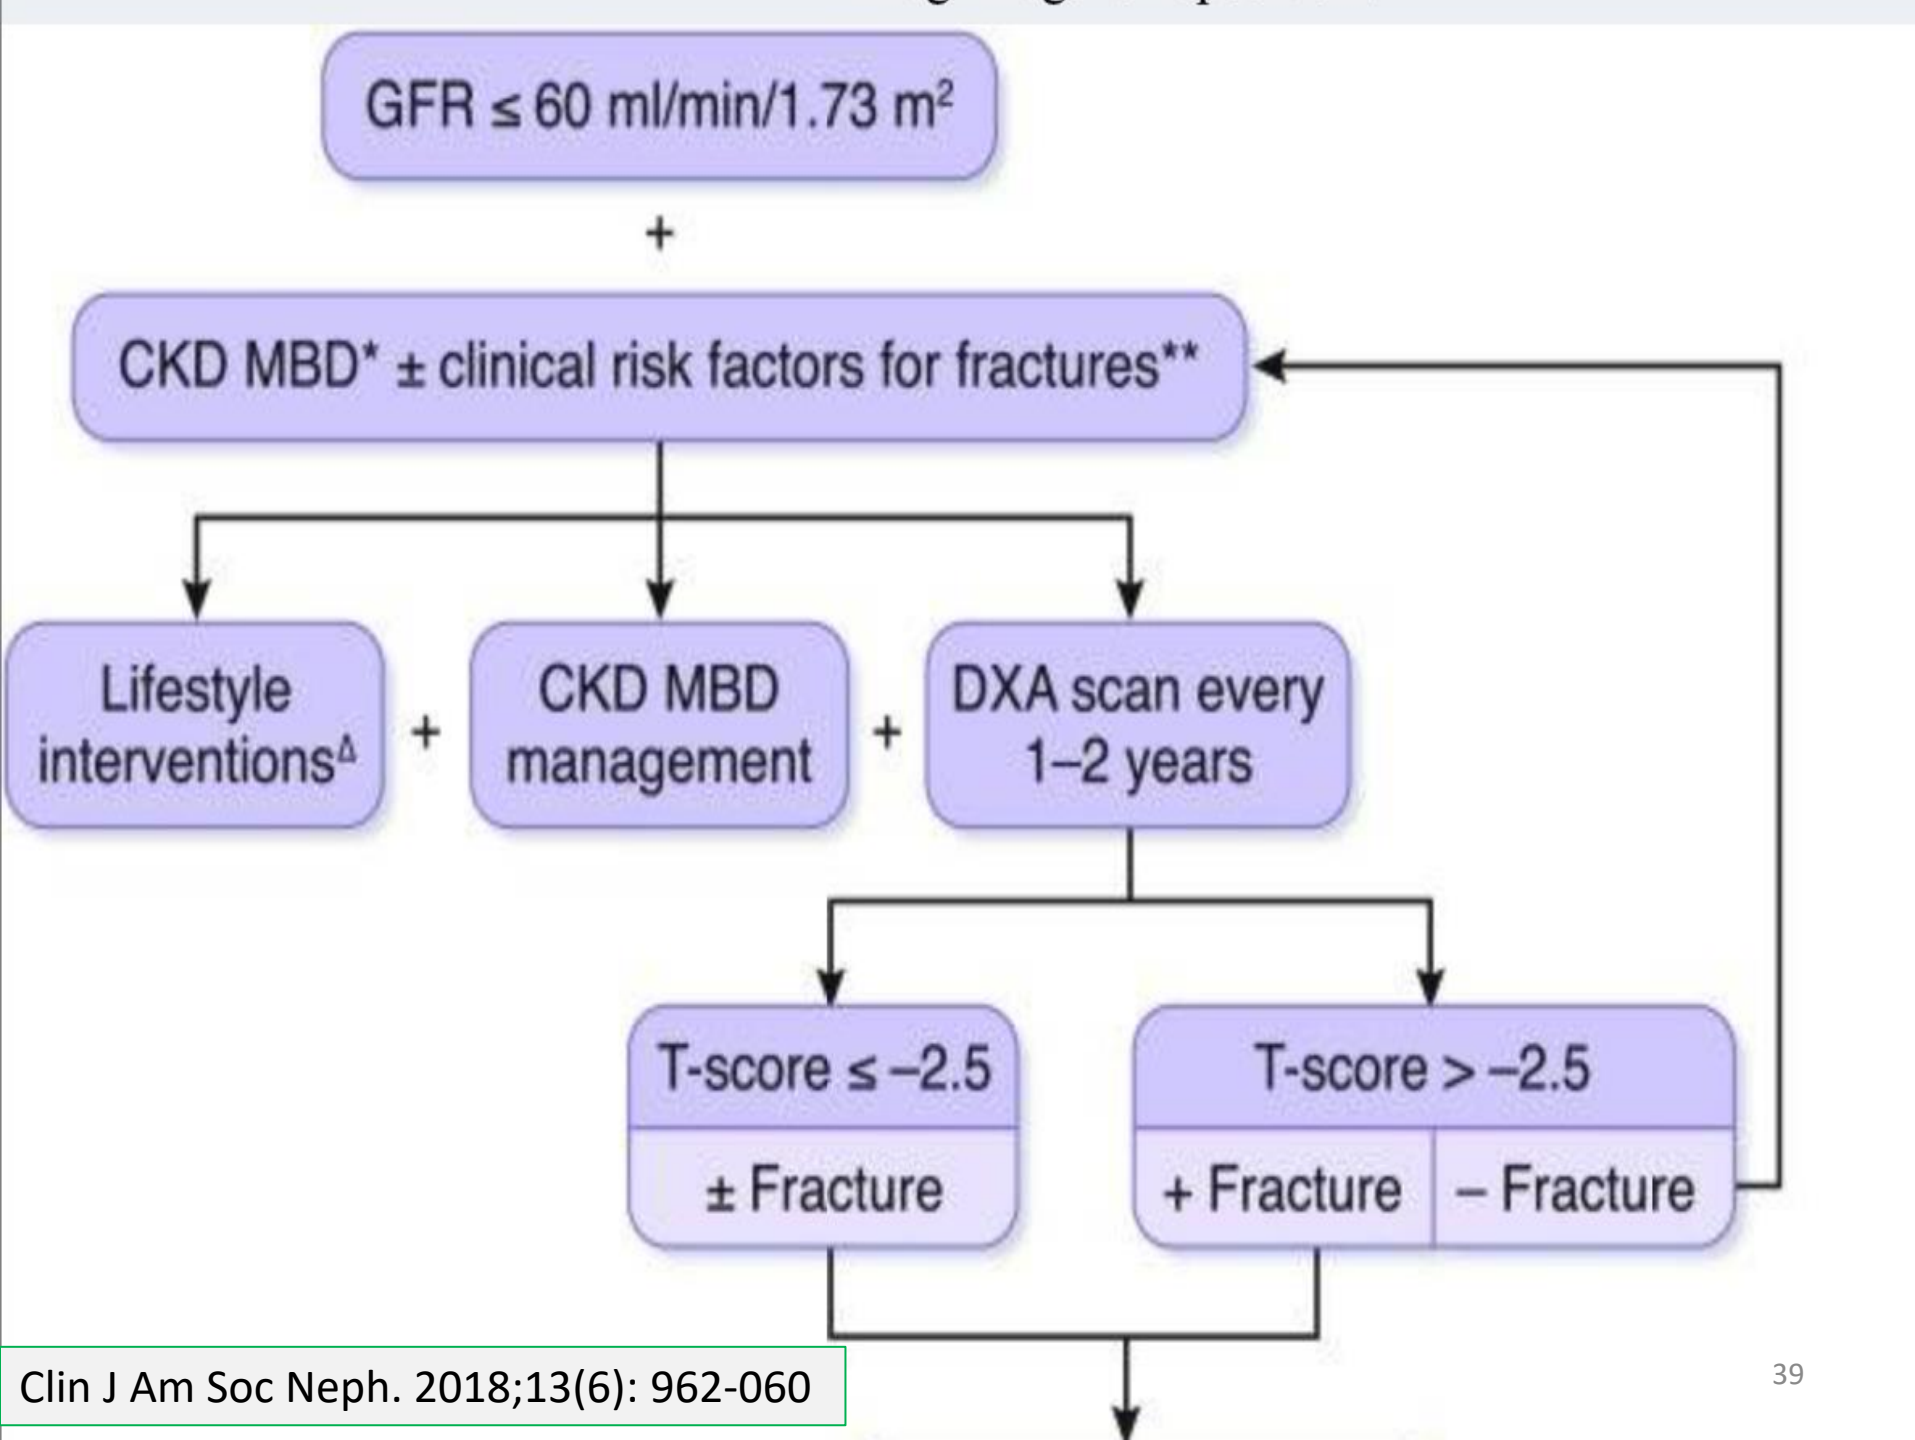 GFR ≤ 60 ml/min/1.73 m²
+
CKD MBD* ± clinical risk factors for fractures**
Lifestyle
interventionsᐃ
+
CKD MBD
management
+
DXA scan every
1–2 years
T-score ≤ –2.5
± Fracture
T-score > –2.5
+ Fracture
– Fracture
Clin J Am Soc Neph. 2018;13(6): 962-060
39